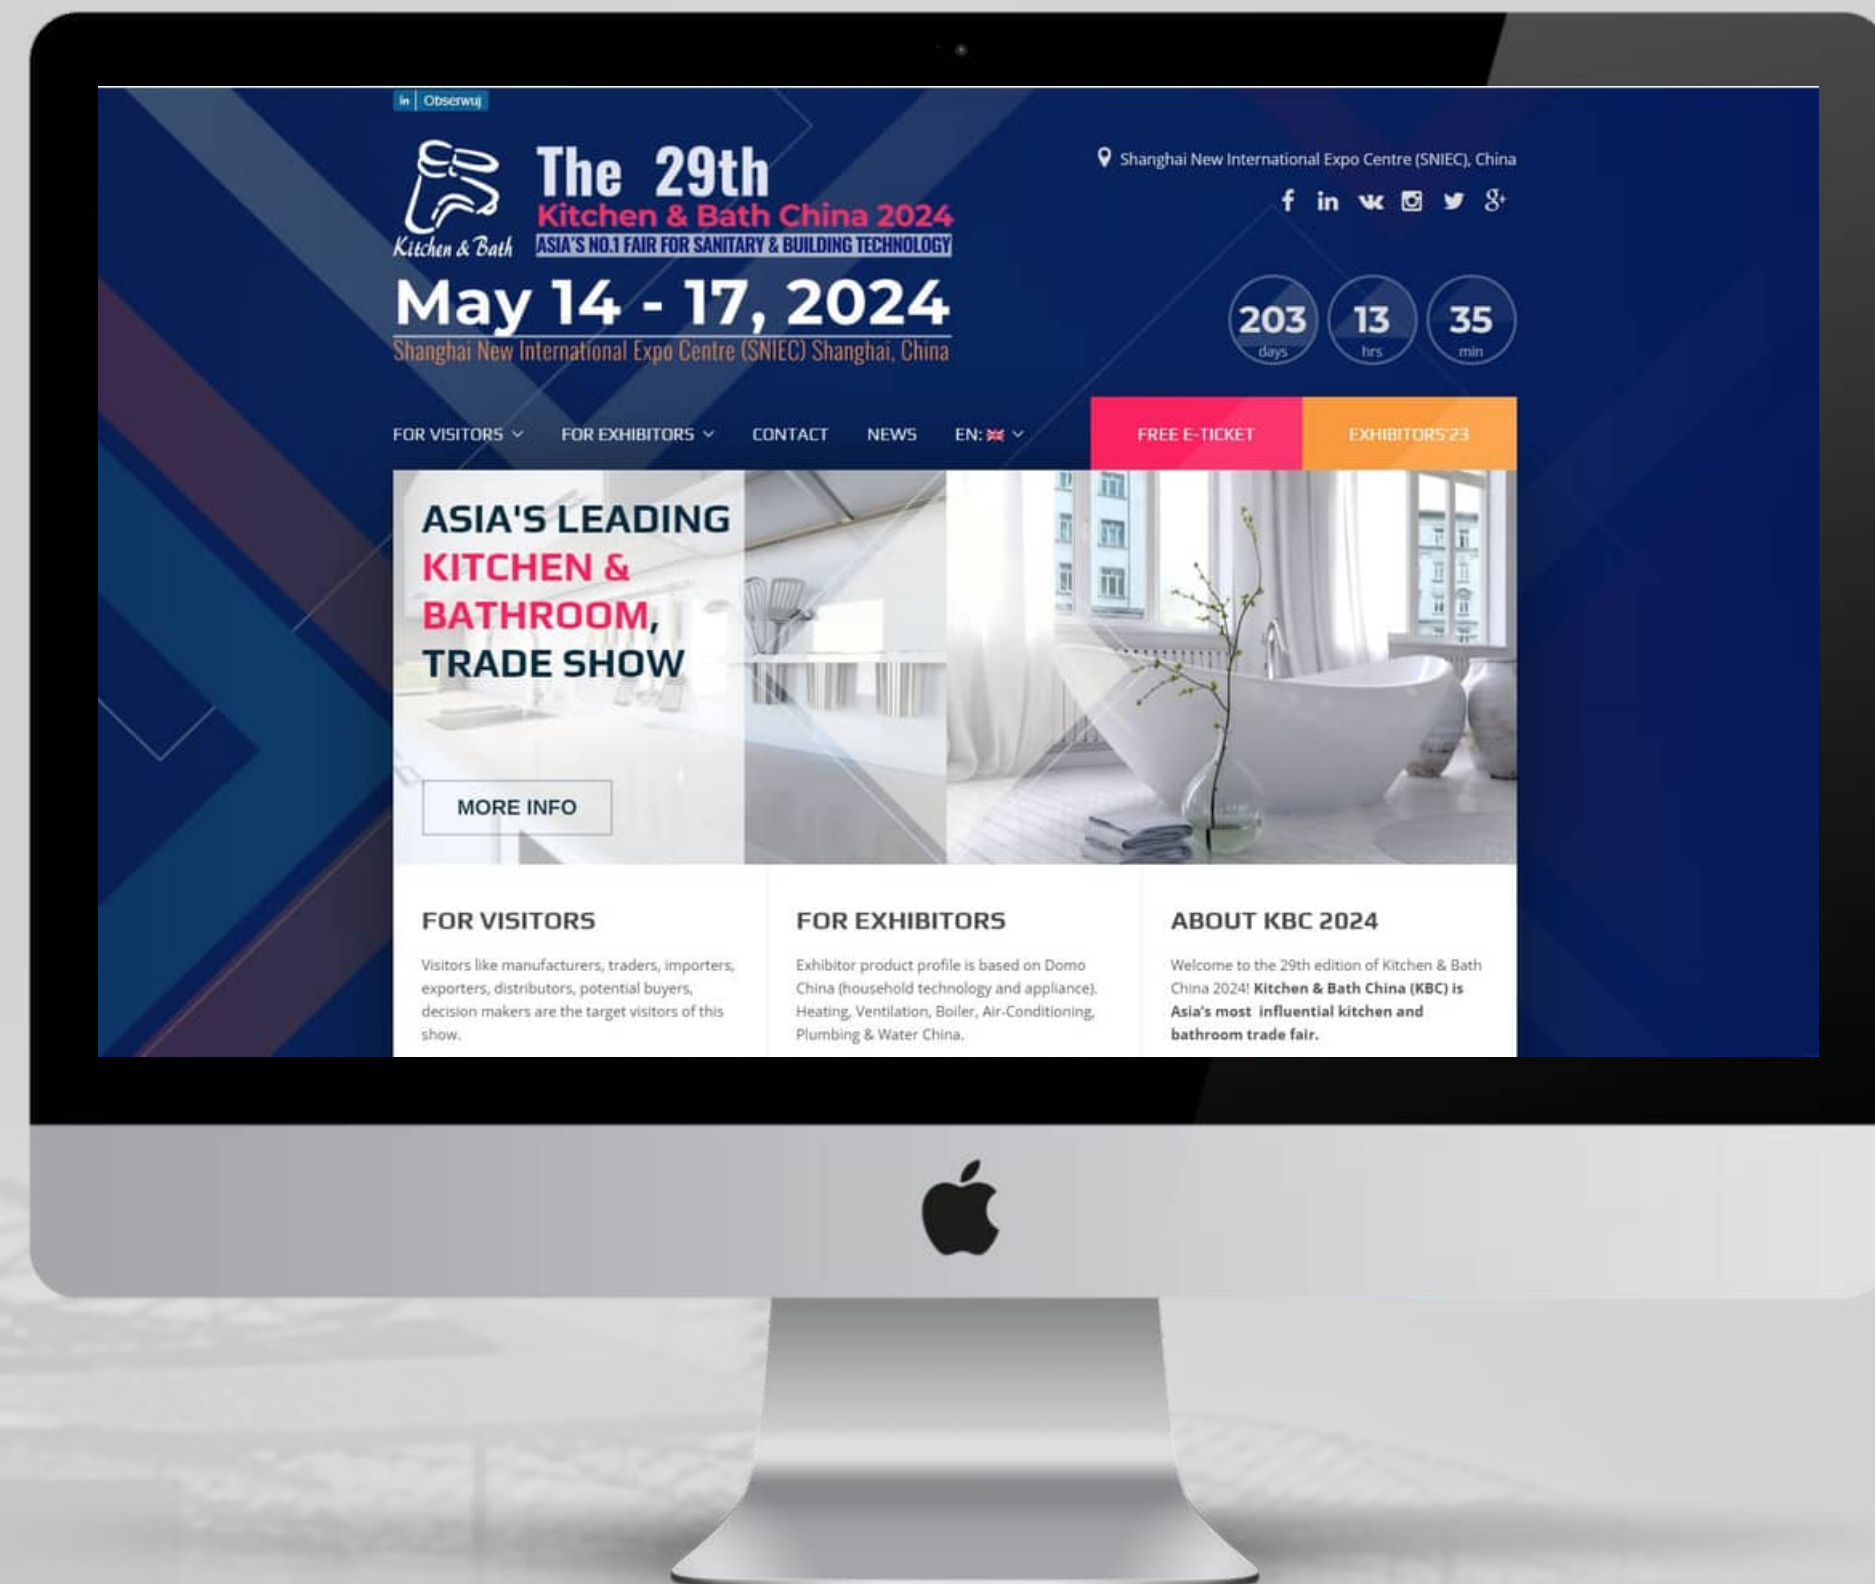 in Obserwuj
Kitchen & Bath
The 29th
Kitchen & Bath China 2024
ASIA'S NO.1 FAIR FOR SANITARY & BUILDING TECHNOLOGY
May 14 - 17, 2024
Shanghai New International Expo Centre (SNIEC) Shanghai, China
Shanghai New International Expo Centre (SNIEC), China
203 days
13 hrs
35 min
FOR VISITORS FOR EXHIBITORS CONTACT NEWS EN: FREE E-TICKET EXHIBITORS'23
ASIA'S LEADING
KITCHEN &
BATHROOM,
TRADE SHOW
MORE INFO
FOR VISITORS
Visitors like manufacturers, traders, importers,
exporters, distributors, potential buyers,
decision makers are the target visitors of this
show.
FOR EXHIBITORS
Exhibitor product profile is based on Domo
China (household technology and appliance).
Heating, Ventilation, Boiler, Air-Conditioning,
Plumbing & Water China.
ABOUT KBC 2024
Welcome to the 29th edition of Kitchen & Bath
China 2024! Kitchen & Bath China (KBC) is
Asia's most influential kitchen and
bathroom trade fair.